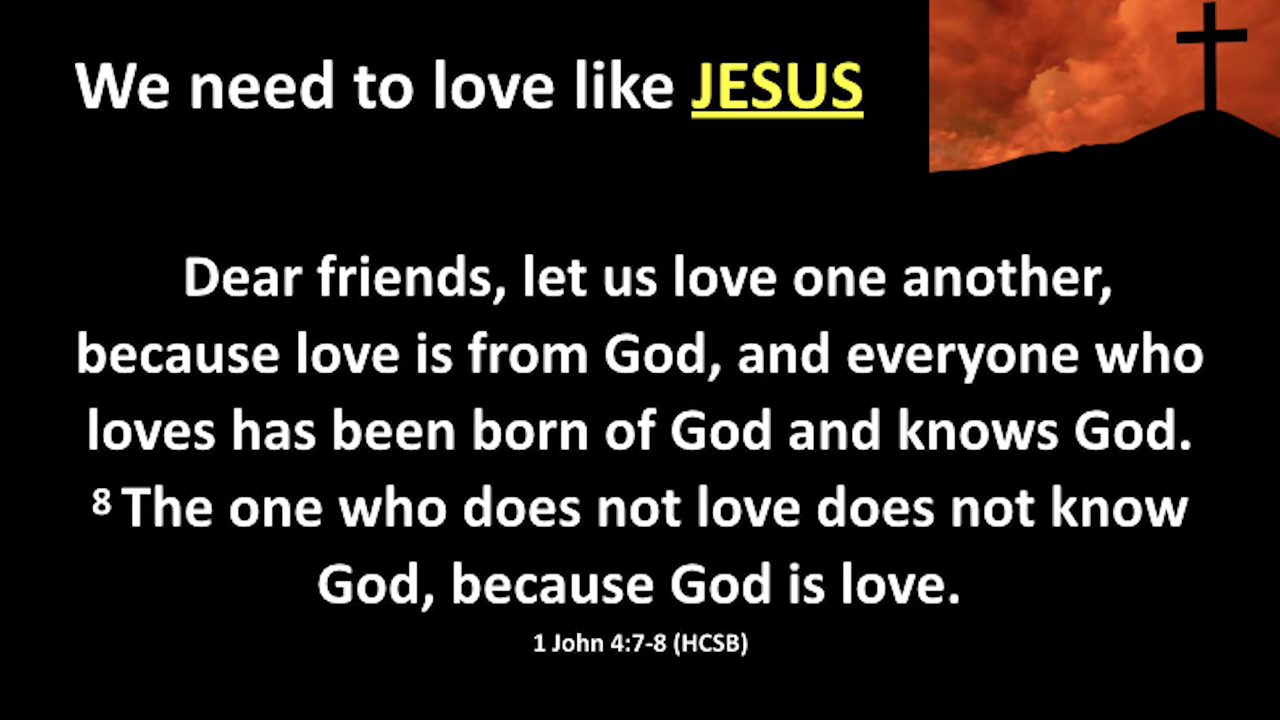 We need to love like JESUS
Dear friends, let us love one another,
because love is from God, and everyone who
loves has been born of God and knows God.
8 The one who does not love does not know
God, because God is love.
1 John 4:7-8 (HCSB)